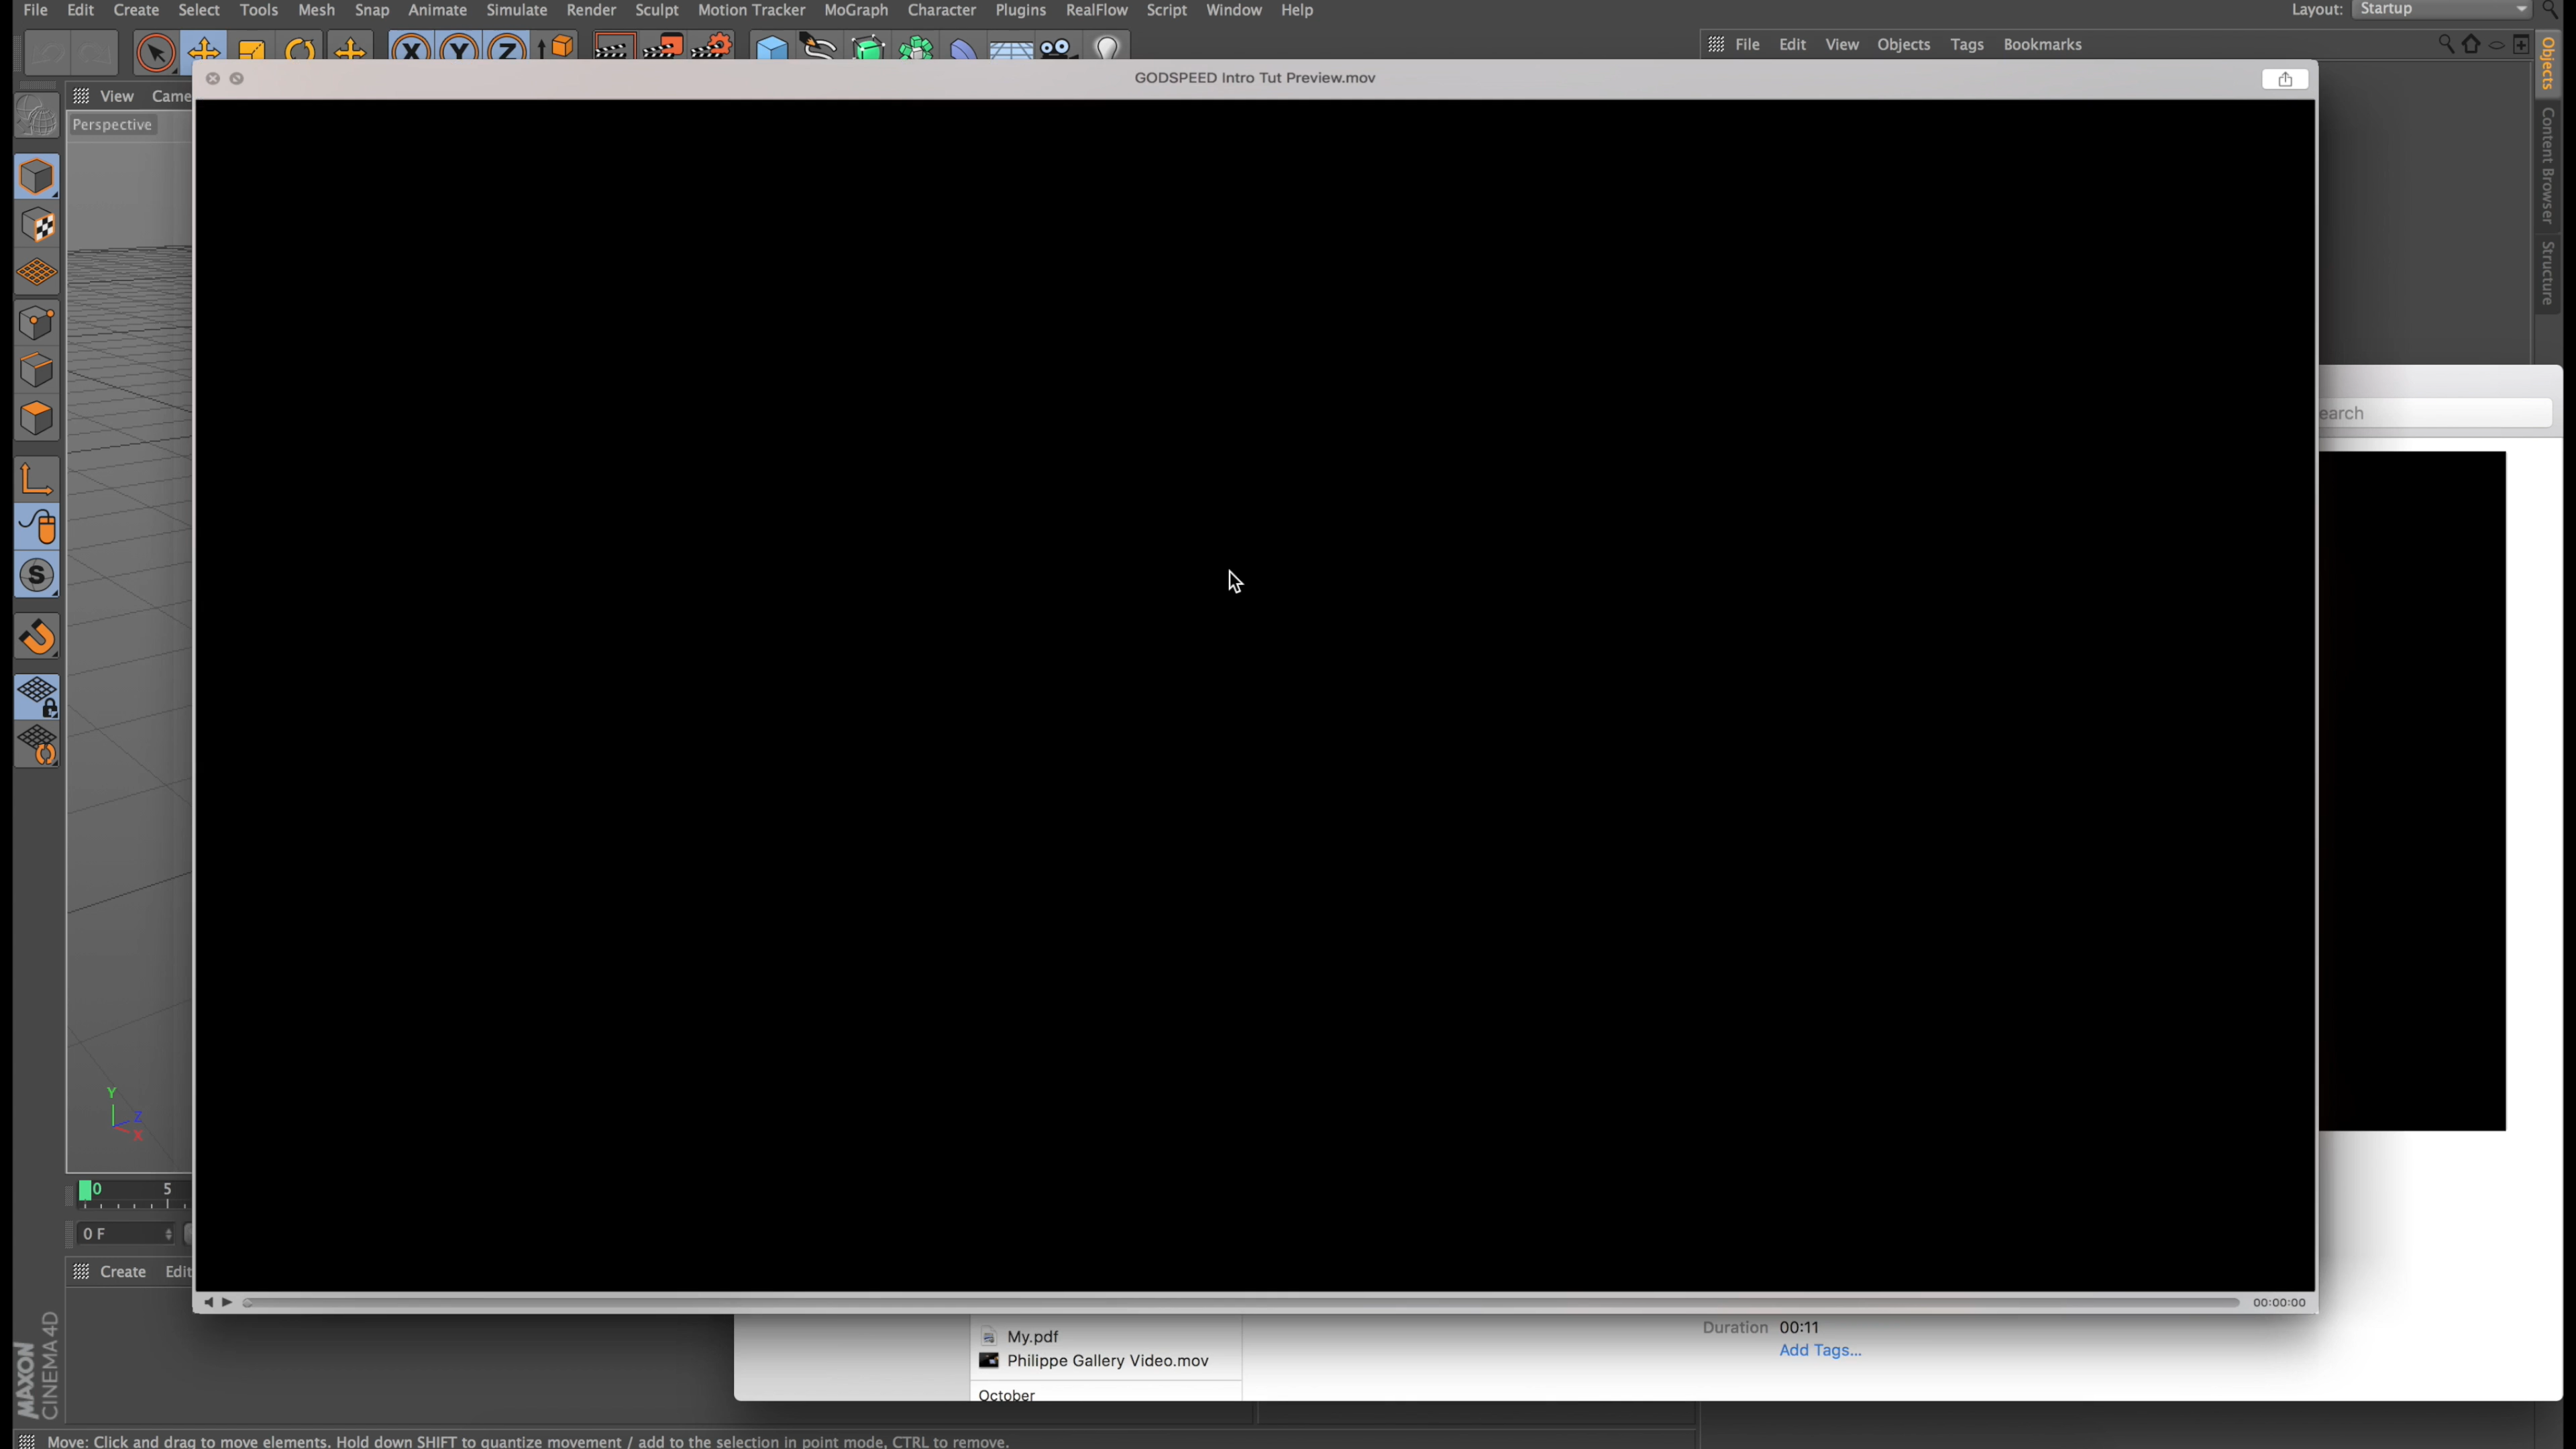 File Edit Create Select Tools Mesh Snap Animate Simulate Render Sculpt Motion Tracker MoGraph Character Plugins RealFlow Script Window Help
Layout: Startup
X Y Z
File Edit View Objects Tags Bookmarks
Objects
Content Browser
Structure
GODSPEED Intro Tut Preview.mov
View Came
Perspective
earch
S
Y
Z
X
0 5
0 F
Create Edit
00:00:00
My.pdf
Philippe Gallery Video.mov
October
Duration 00:11
Add Tags...
MAXON
CINEMA 4D
Move: Click and drag to move elements. Hold down SHIFT to quantize movement / add to the selection in point mode, CTRL to remove.